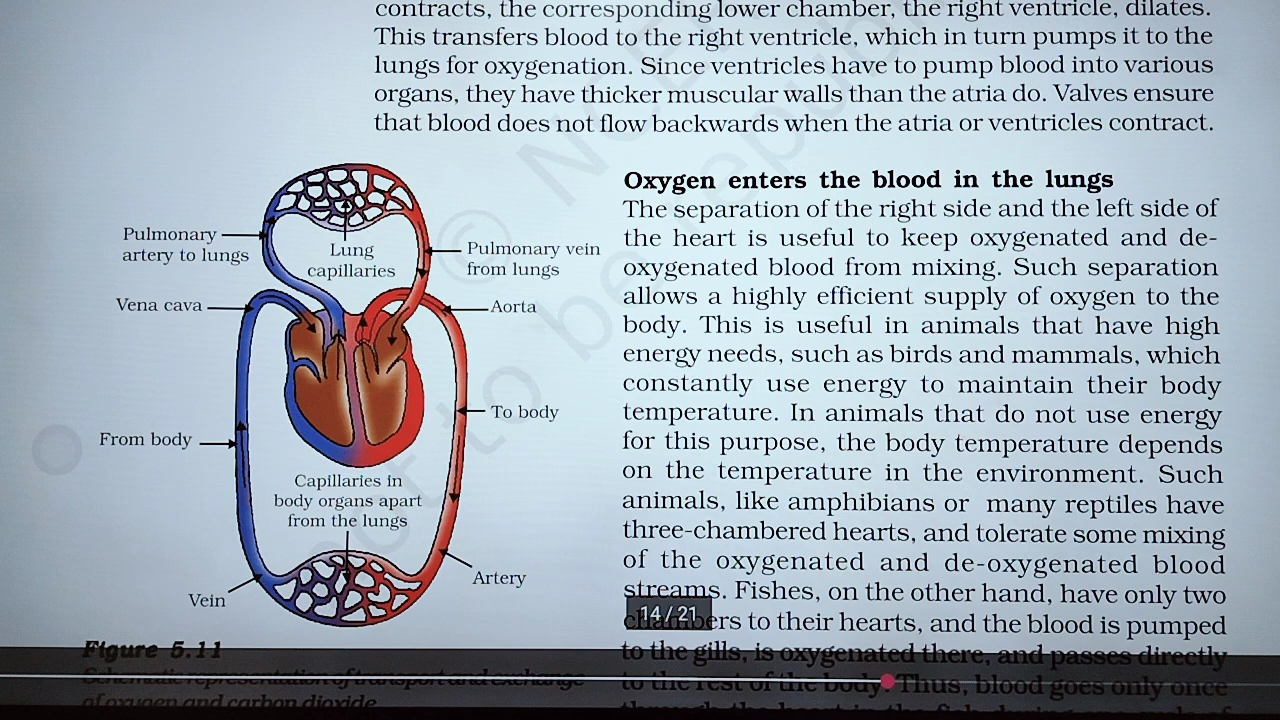 contracts, the corresponding lower chamber, the right ventricle, dilates.
This transfers blood to the right ventricle, which in turn pumps it to the
lungs for oxygenation. Since ventricles have to pump blood into various
organs, they have thicker muscular walls than the atria do. Valves ensure
that blood does not flow backwards when the atria or ventricles contract.
Pulmonary
artery to lungs
Lung
capillaries
Pulmonary vein
from lungs
Vena cava
Aorta
To body
From body
Capillaries in
body organs apart
from the lungs
Artery
Vein
Figure 5.11
Schematic representation of transport and exchange
of oxygen and carbon dioxide
Oxygen enters the blood in the lungs
The separation of the right side and the left side of
the heart is useful to keep oxygenated and de-
oxygenated blood from mixing. Such separation
allows a highly efficient supply of oxygen to the
body. This is useful in animals that have high
energy needs, such as birds and mammals, which
constantly use energy to maintain their body
temperature. In animals that do not use energy
for this purpose, the body temperature depends
on the temperature in the environment. Such
animals, like amphibians or many reptiles have
three-chambered hearts, and tolerate some mixing
of the oxygenated and de-oxygenated blood
streams. Fishes, on the other hand, have only two
chambers to their hearts, and the blood is pumped
14/21
to the gills, is oxygenated there, and passes directly
to the rest of the body. Thus, blood goes only once